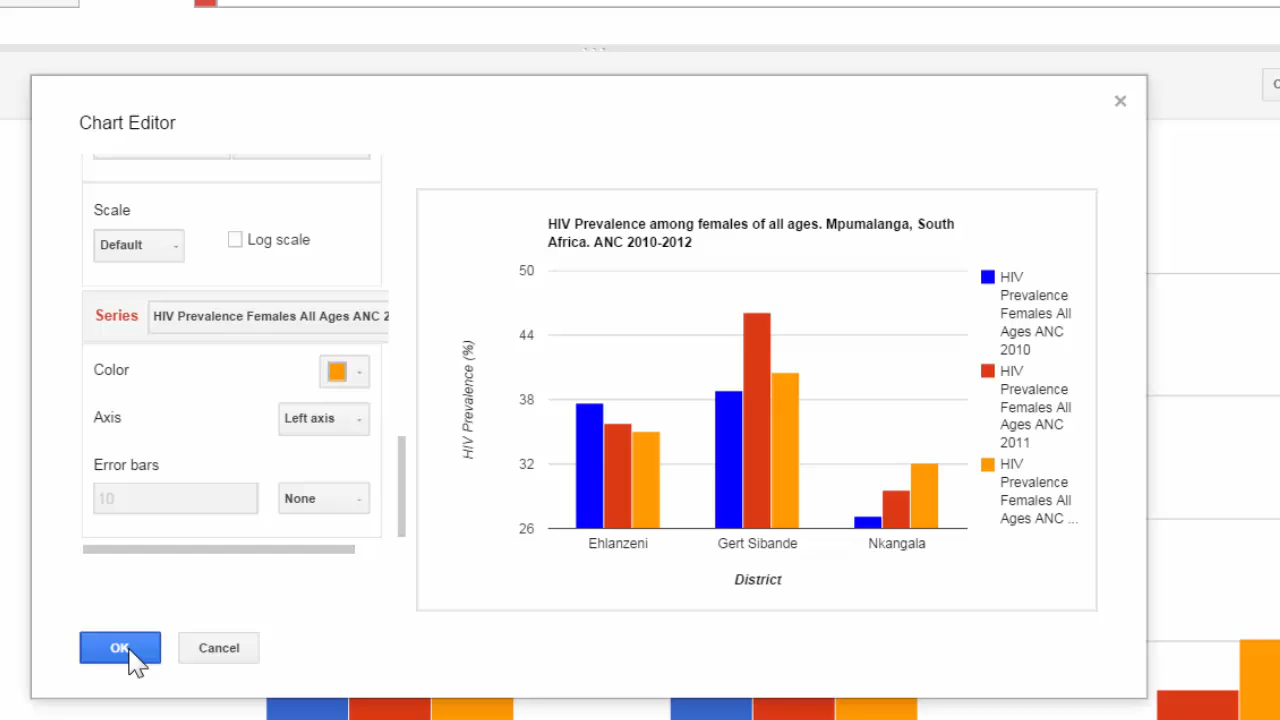 Chart Editor
Scale
Default
Log scale
Series
HIV Prevalence Females All Ages ANC 2
Color
Axis
Left axis
Error bars
10
None
OK
Cancel
HIV Prevalence among females of all ages. Mpumalanga, South
Africa. ANC 2010-2012
50
44
38
32
26
HIV Prevalence (%)
Ehlanzeni
Gert Sibande
Nkangala
District
HIV
Prevalence
Females All
Ages ANC
2010
HIV
Prevalence
Females All
Ages ANC
2011
HIV
Prevalence
Females All
Ages ANC ...